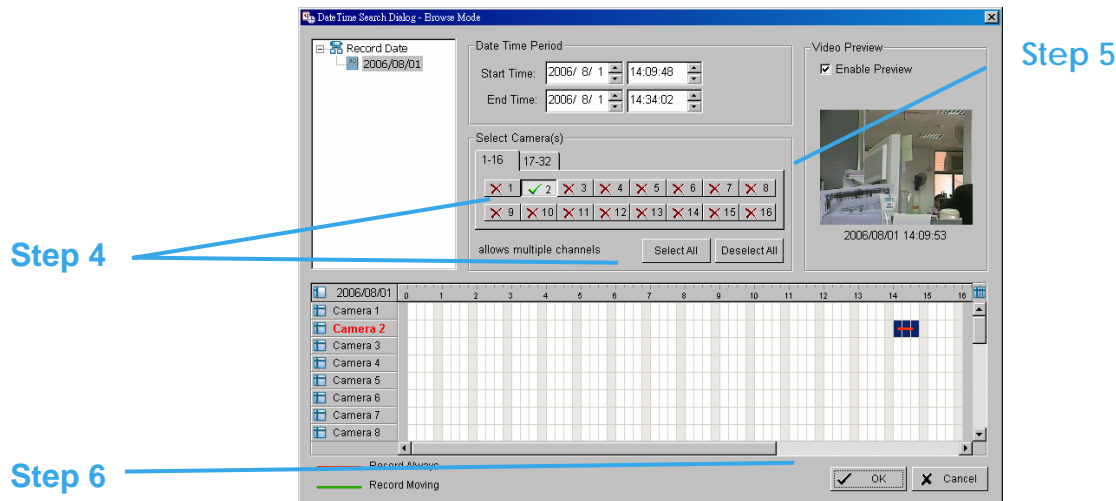 DateTime Search Dialog - Browse Mode
Record Date
2006/08/01
Date Time Period
Start Time: 2006/ 8/ 1 14:09:48
End Time: 2006/ 8/ 1 14:34:02
Select Camera(s)
1-16 17-32
1 2 3 4 5 6 7 8
9 10 11 12 13 14 15 16
allows multiple channels Select All Deselect All
Video Preview
Enable Preview
2006/08/01 14:09:53
Step 5
Step 4
2006/08/01 0 1 2 3 4 5 6 7 8 9 10 11 12 13 14 15 16
Camera 1
Camera 2
Camera 3
Camera 4
Camera 5
Camera 6
Camera 7
Camera 8
Step 6
Record Always
Record Moving
OK Cancel